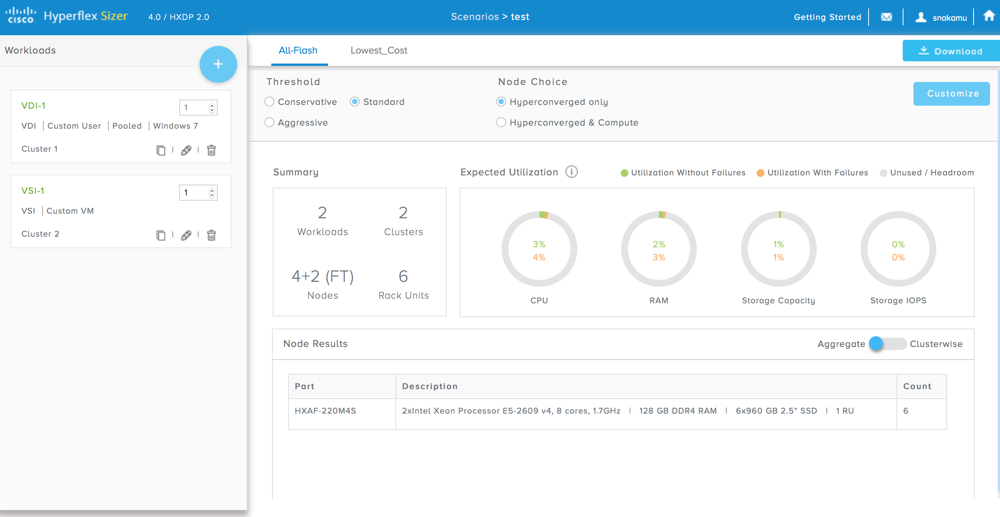 cisco Hyperflex Sizer 4.0 / HXDP 2.0 Scenarios > test Getting Started snakamu
Workloads
+
VDI-1 1
VDI | Custom User | Pooled | Windows 7
Cluster 1
VSI-1 1
VSI | Custom VM
Cluster 2
All-Flash Lowest_Cost Download
Threshold Node Choice
Customize
Conservative Standard Hyperconverged only
Aggressive Hyperconverged & Compute
Summary
2 2
Workloads Clusters
4+2 (FT) 6
Nodes Rack Units
Expected Utilization i Utilization Without Failures Utilization With Failures Unused / Headroom
3% 2% 1% 0%
4% 3% 1% 0%
CPU RAM Storage Capacity Storage IOPS
Node Results Aggregate Clusterwise
Part Description Count
HXAF-220M4S 2xIntel Xeon Processor E5-2609 v4, 8 cores, 1.7GHz | 128 GB DDR4 RAM | 6x960 GB 2.5" SSD | 1 RU 6